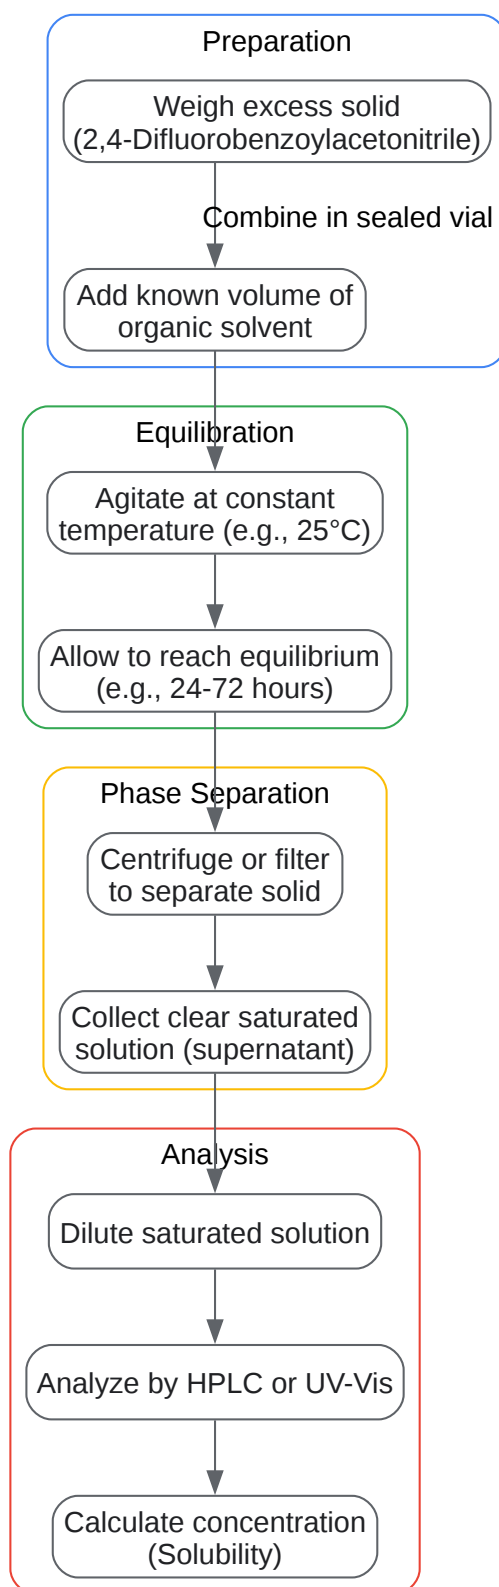 Preparation
Weigh excess solid
(2,4-Difluorobenzoylacetonitrile)
Combine in sealed vial
Add known volume of
organic solvent
Equilibration
Agitate at constant
temperature (e.g., 25°C)
Allow to reach equilibrium
(e.g., 24-72 hours)
Phase Separation
Centrifuge or filter
to separate solid
Collect clear saturated
solution (supernatant)
Analysis
Dilute saturated solution
Analyze by HPLC or UV-Vis
Calculate concentration
(Solubility)